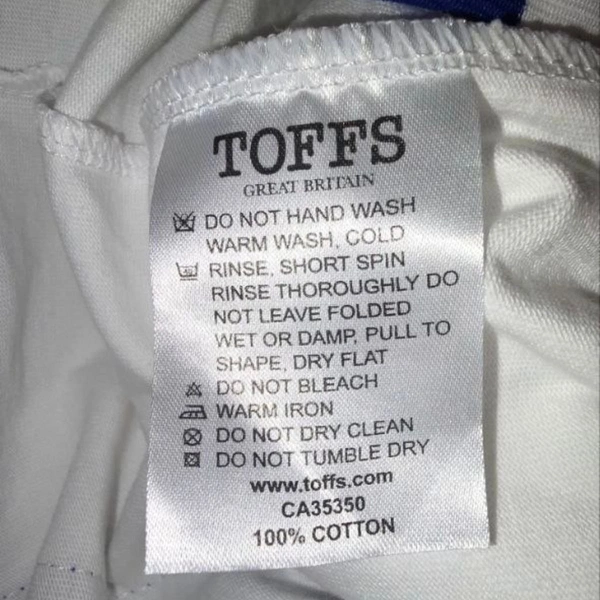 TOFFS
GREAT BRITAIN
DO NOT HAND WASH
WARM WASH, COLD
RINSE, SHORT SPIN
RINSE THOROUGHLY DO
NOT LEAVE FOLDED
WET OR DAMP, PULL TO
SHAPE, DRY FLAT
DO NOT BLEACH
WARM IRON
DO NOT DRY CLEAN
DO NOT TUMBLE DRY
www.toffs.com
CA35350
100% COTTON